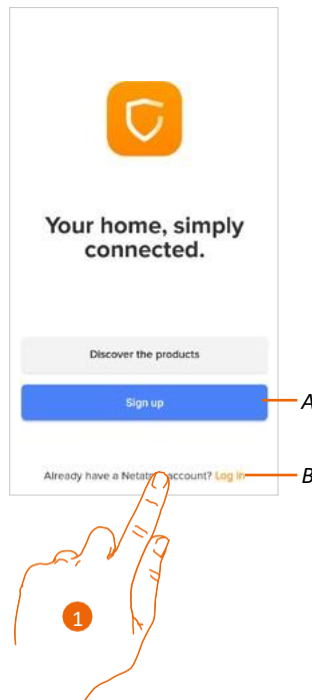 Your home, simply
connected.
Discover the products
Sign up
A
Already have a Netatmo account? Log in
B
1